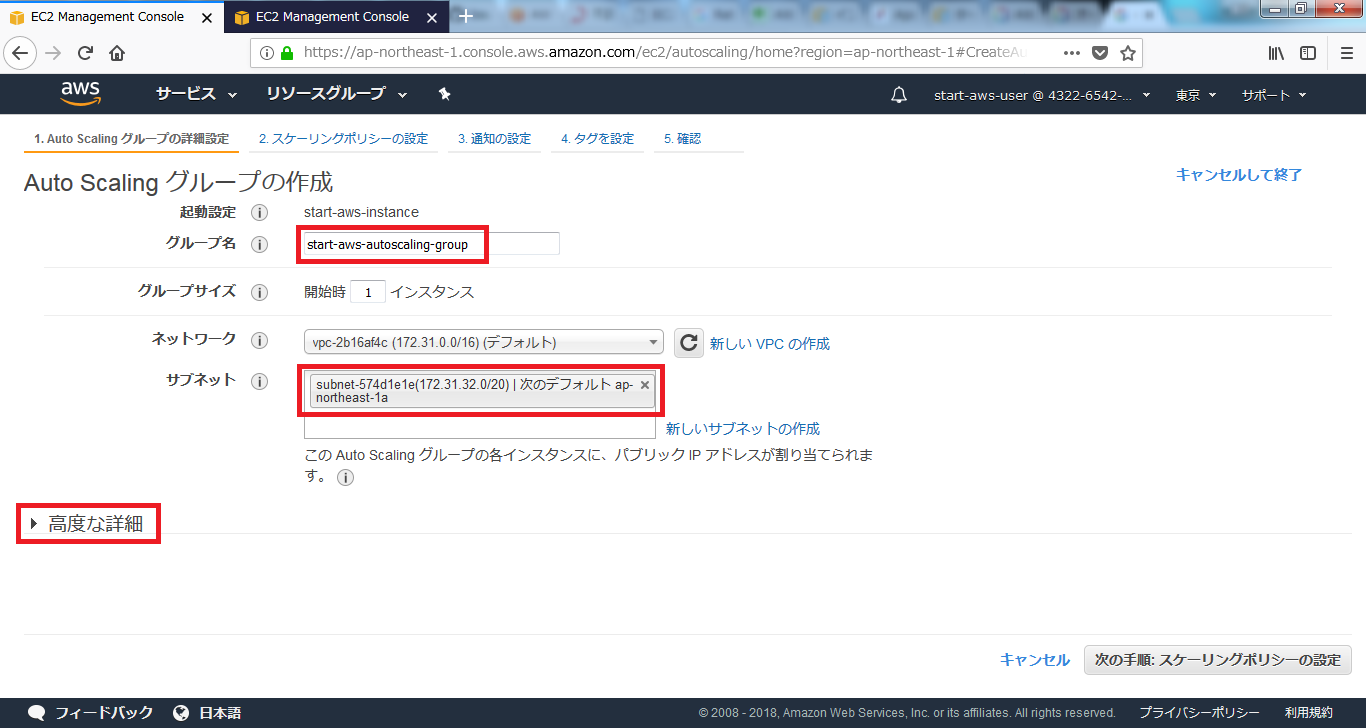 EC2 Management Console
EC2 Management Console
https://ap-northeast-1.console.aws.amazon.com/ec2/autoscaling/home?region=ap-northeast-1#CreateAu
aws サービス リソースグループ start-aws-user @ 4322-6542-... 東京 サポート
1. Auto Scaling グループの詳細設定 2. スケーリングポリシーの設定 3. 通知の設定 4. タグを設定 5. 確認
Auto Scaling グループの作成
キャンセルして終了
起動設定 start-aws-instance
グループ名 start-aws-autoscaling-group
グループサイズ 開始時 1 インスタンス
ネットワーク vpc-2b16af4c (172.31.0.0/16) (デフォルト) 新しい VPC の作成
サブネット subnet-574d1e1e(172.31.32.0/20) | 次のデフォルト ap-
northeast-1a
新しいサブネットの作成
この Auto Scaling グループの各インスタンスに、パブリック IP アドレスが割り当てられま
す。
高度な詳細
キャンセル 次の手順: スケーリングポリシーの設定
フィードバック 日本語 © 2008 - 2018, Amazon Web Services, Inc. or its affiliates. All rights reserved. プライバシーポリシー 利用規約